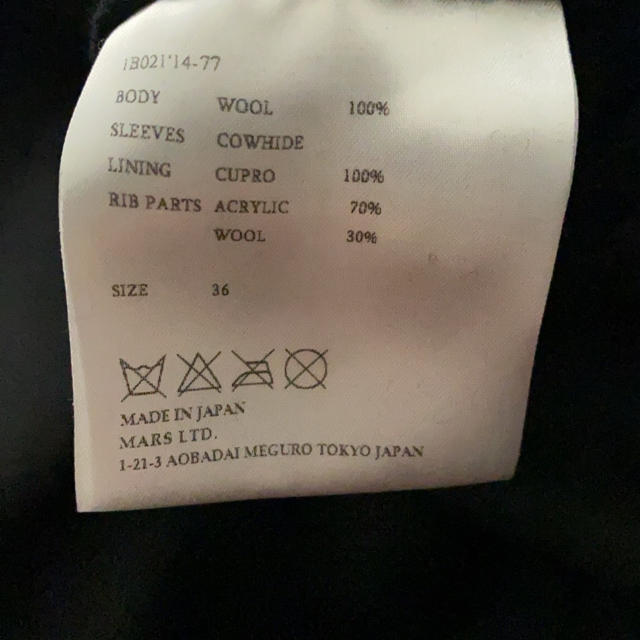 1B021'14-77
BODY WOOL 100%
SLEEVES COWHIDE
LINING CUPRO 100%
RIB PARTS ACRYLIC 70%
WOOL 30%
SIZE 36
MADE IN JAPAN
MARS LTD.
1-21-3 AOBADAI MEGURO TOKYO JAPAN